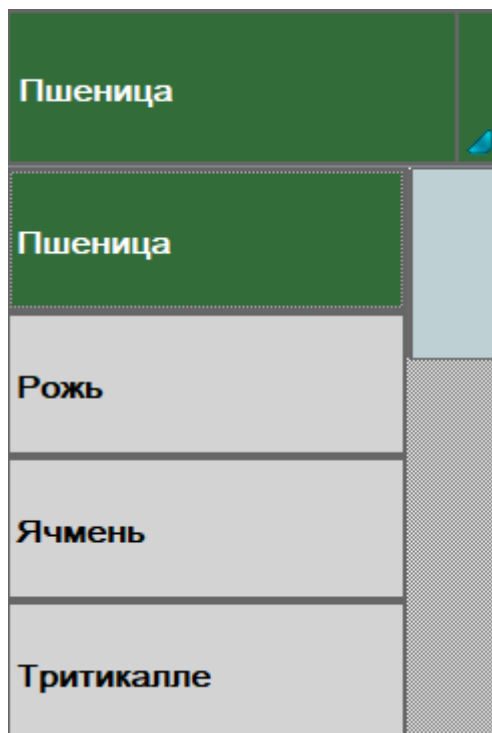 Пшеница
Пшеница
Рожь
Ячмень
Тритикалле